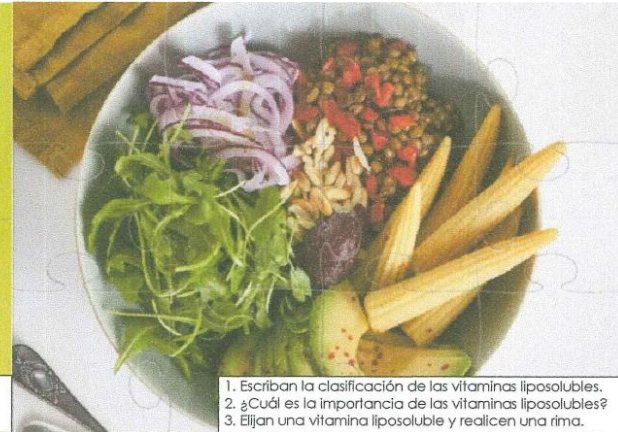 1. Escriban la clasificación de las vitaminas liposolubles.
2. ¿Cuál es la importancia de las vitaminas liposolubles?
3. Elijan una vitamina liposoluble y realicen una rima.